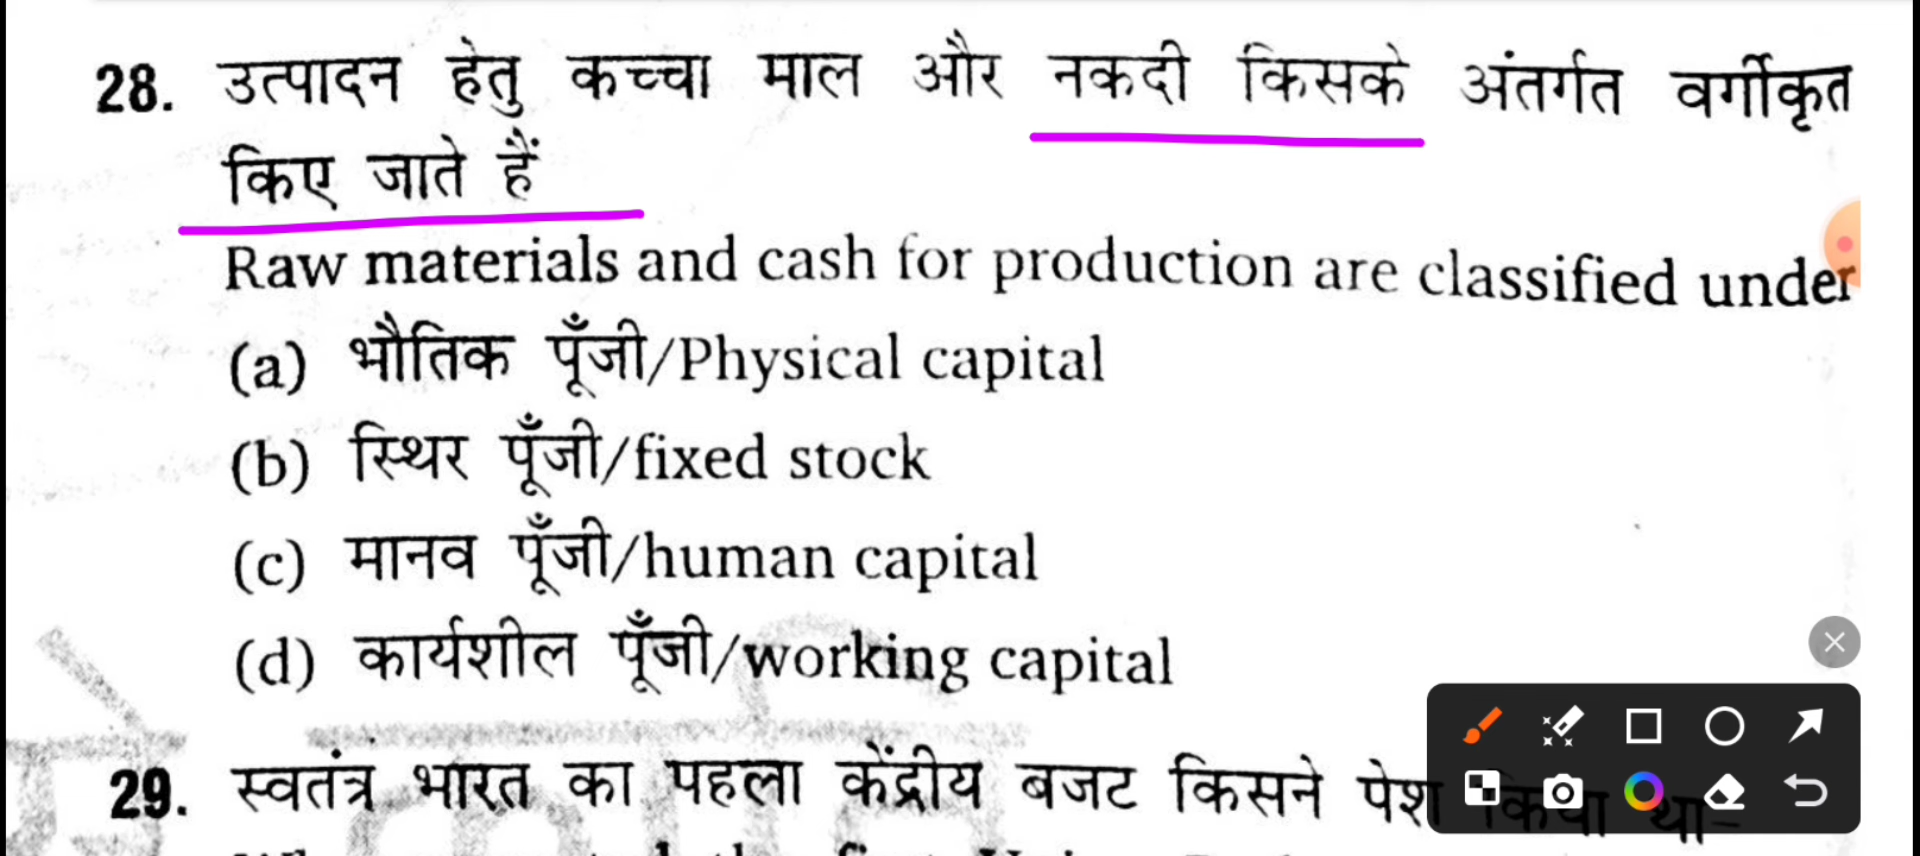 28. उत्पादन हेतु कच्चा माल और नकदी किसके अंतर्गत वर्गीकृत
किए जाते हैं
Raw materials and cash for production are classified under
(a) भौतिक पूँजी/Physical capital
(b) स्थिर पूँजी/fixed stock
(c) मानव पूँजी/human capital
(d) कार्यशील पूँजी/working capital
29. स्वतंत्र भारत का पहला केंद्रीय बजट किसने पेश किया था–